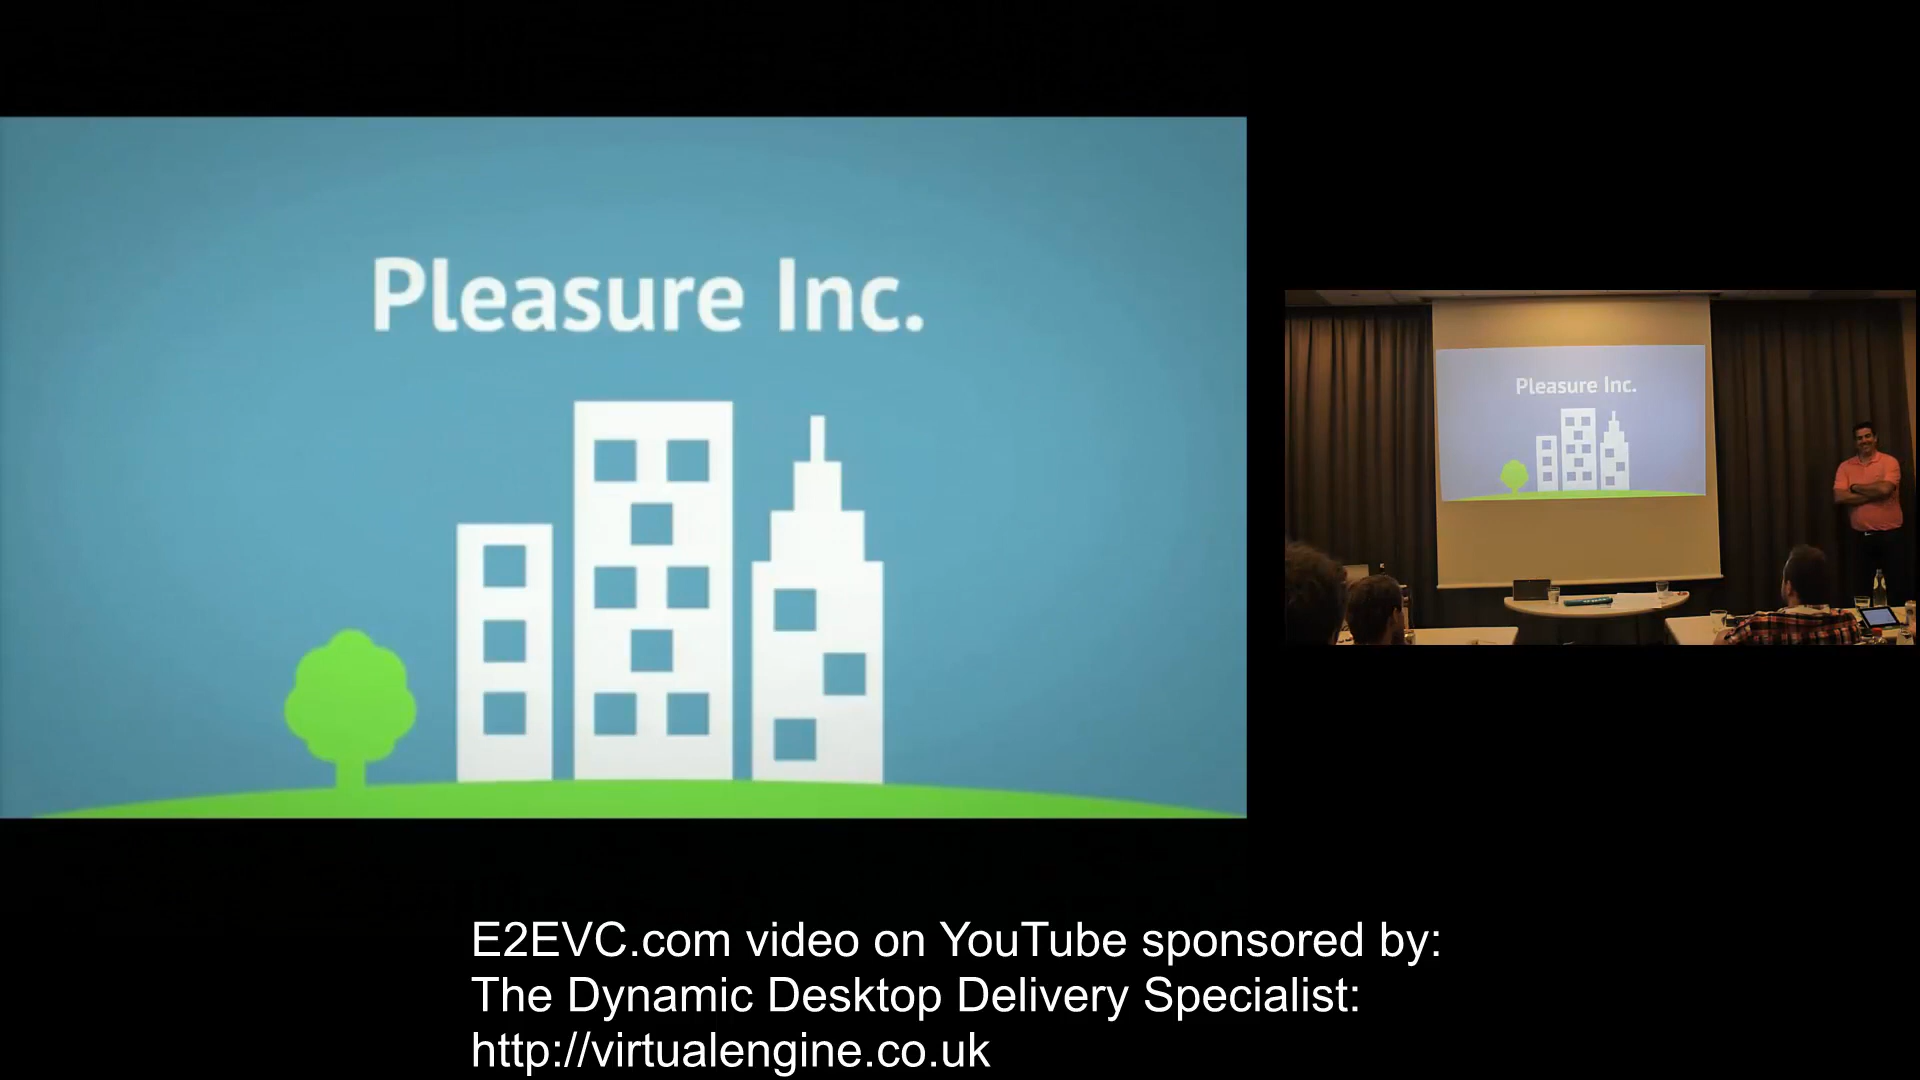 Pleasure Inc.
Pleasure Inc.
E2EVC.com video on YouTube sponsored by:
The Dynamic Desktop Delivery Specialist:
http://virtualengine.co.uk